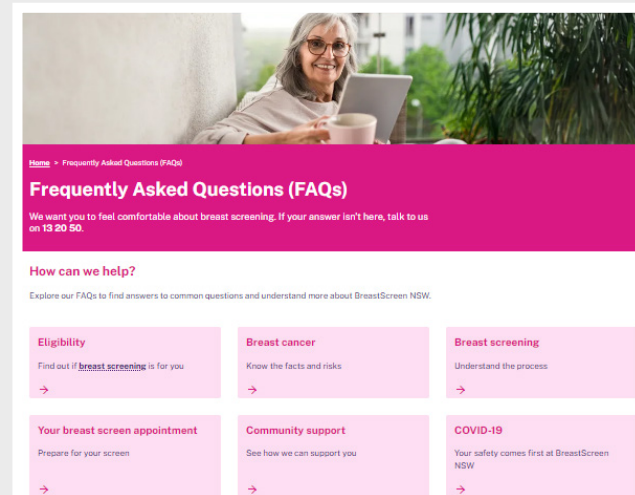 Home > Frequently Asked Questions (FAQs)
Frequently Asked Questions (FAQs)
We want you to feel comfortable about breast screening. If your answer isn't here, talk to us
on 13 20 50.
How can we help?
Explore our FAQs to find answers to common questions and understand more about BreastScreen NSW.
Eligibility
Find out if breast screening is for you
→
Breast cancer
Know the facts and risks
→
Breast screening
Understand the process
→
Your breast screen appointment
Prepare for your screen
→
Community support
See how we can support you
→
COVID-19
Your safety comes first at BreastScreen
NSW
→